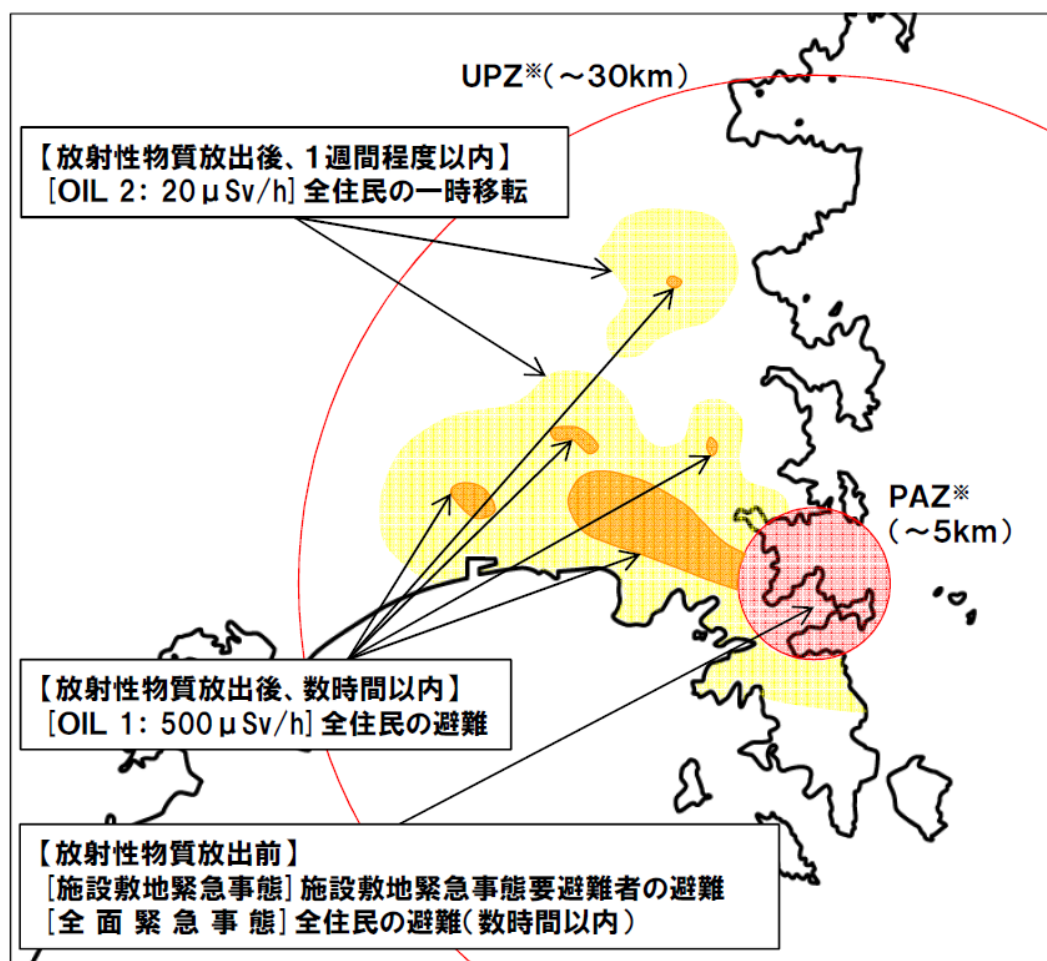 UPZ※(～30km)
【放射性物質放出後、1週間程度以内】
[OIL 2: 20μSv/h]全住民の一時移転
PAZ※
(～5km)
【放射性物質放出後、数時間以内】
[OIL 1: 500μSv/h]全住民の避難
【放射性物質放出前】
[施設敷地緊急事態]施設敷地緊急事態要避難者の避難
[全面緊急事態]全住民の避難(数時間以内)